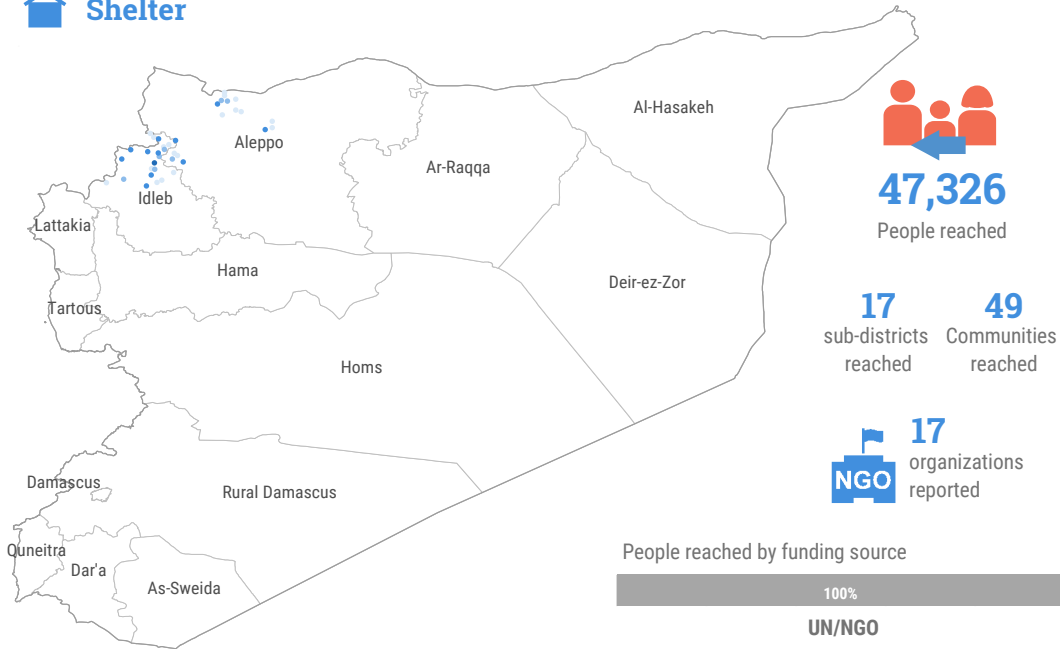 Shelter
Al-Hasakeh
Aleppo
Ar-Raqqa
Idleb
Lattakia
Hama
Deir-ez-Zor
Tartous
Homs
Damascus
Rural Damascus
Quneitra
Dar'a
As-Sweida
47,326
People reached
17
sub-districts
reached
49
Communities
reached
NGO
17
organizations
reported
People reached by funding source
100%
UN/NGO